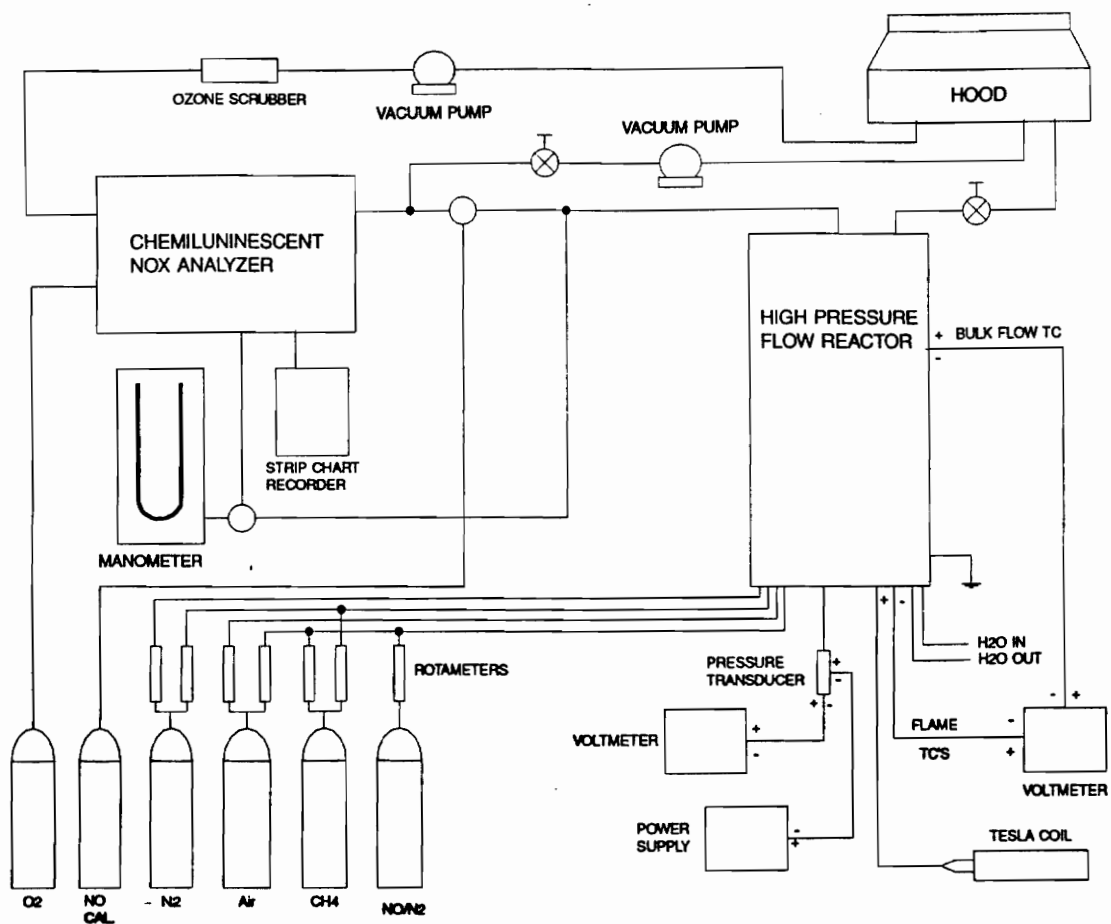 OZONE SCRUBBER
VACUUM PUMP
VACUUM PUMP
HOOD
CHEMILUNINESCENT
NOX ANALYZER
HIGH PRESSURE
FLOW REACTOR
+ BULK FLOW TC
-
STRIP CHART
RECORDER
MANOMETER
+ -
ROTAMETERS
H2O IN
H2O OUT
PRESSURE
TRANSDUCER
+
-
+ -
- +
VOLTMETER
+
-
FLAME
TC'S
-
+
VOLTMETER
POWER
SUPPLY
-
+
TESLA COIL
O2
NO
CAL.
N2
Air
CH4
NO/N2